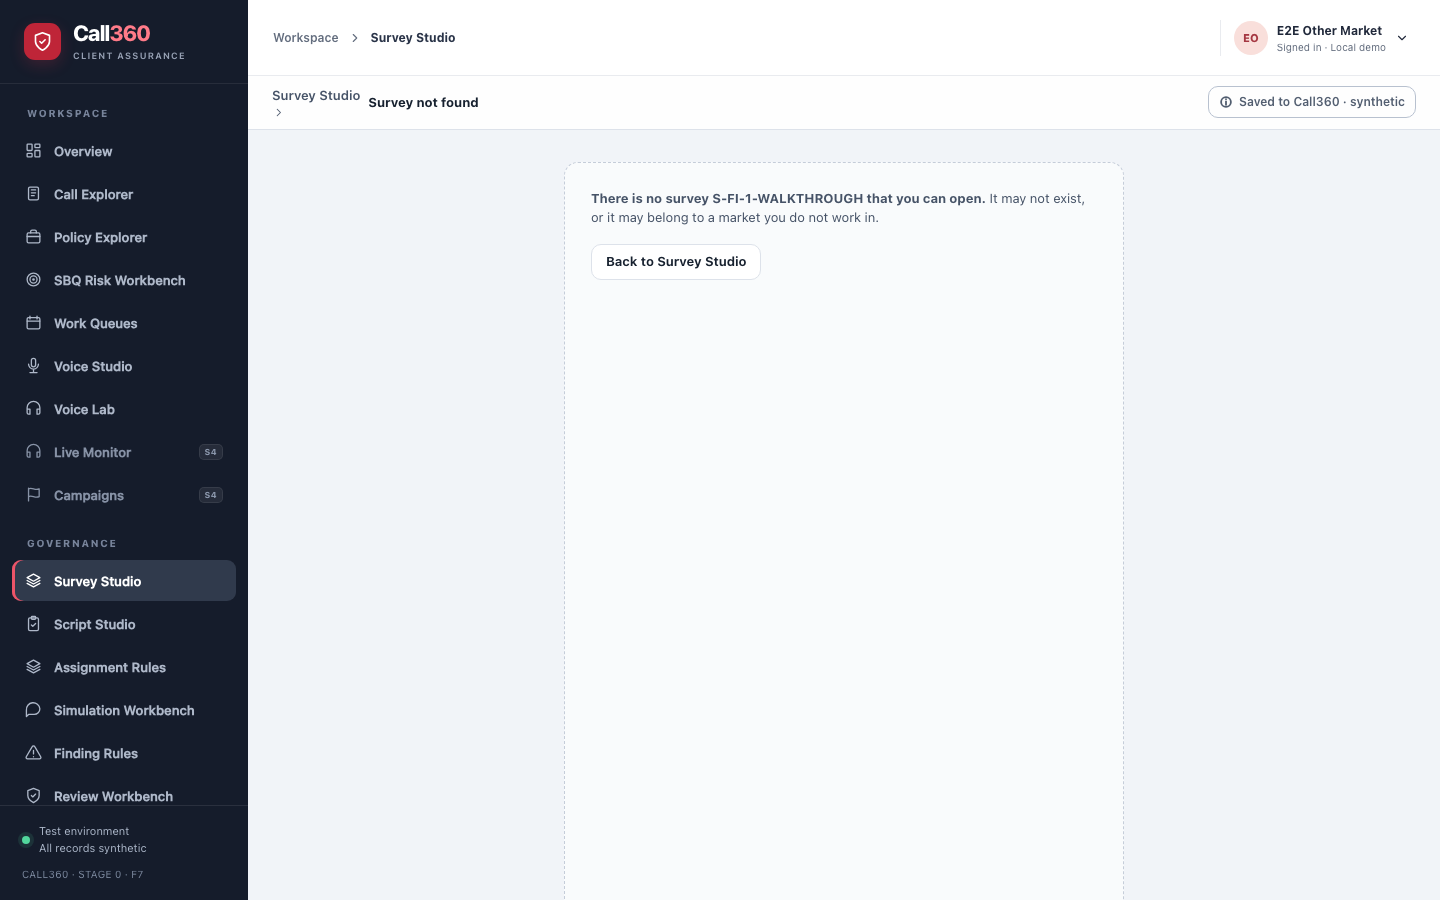 Call360
CLIENT ASSURANCE
WORKSPACE
Overview
Call Explorer
Policy Explorer
SBQ Risk Workbench
Work Queues
Voice Studio
Voice Lab
Live Monitor S4
Campaigns S4
GOVERNANCE
Survey Studio
Script Studio
Assignment Rules
Simulation Workbench
Finding Rules
Review Workbench
Test environment
All records synthetic
CALL360 · STAGE 0 · F7
Workspace > Survey Studio
EO
E2E Other Market
Signed in · Local demo
Survey Studio >
Survey not found
Saved to Call360 · synthetic
There is no survey S-FI-1-WALKTHROUGH that you can open. It may not exist,
or it may belong to a market you do not work in.
Back to Survey Studio